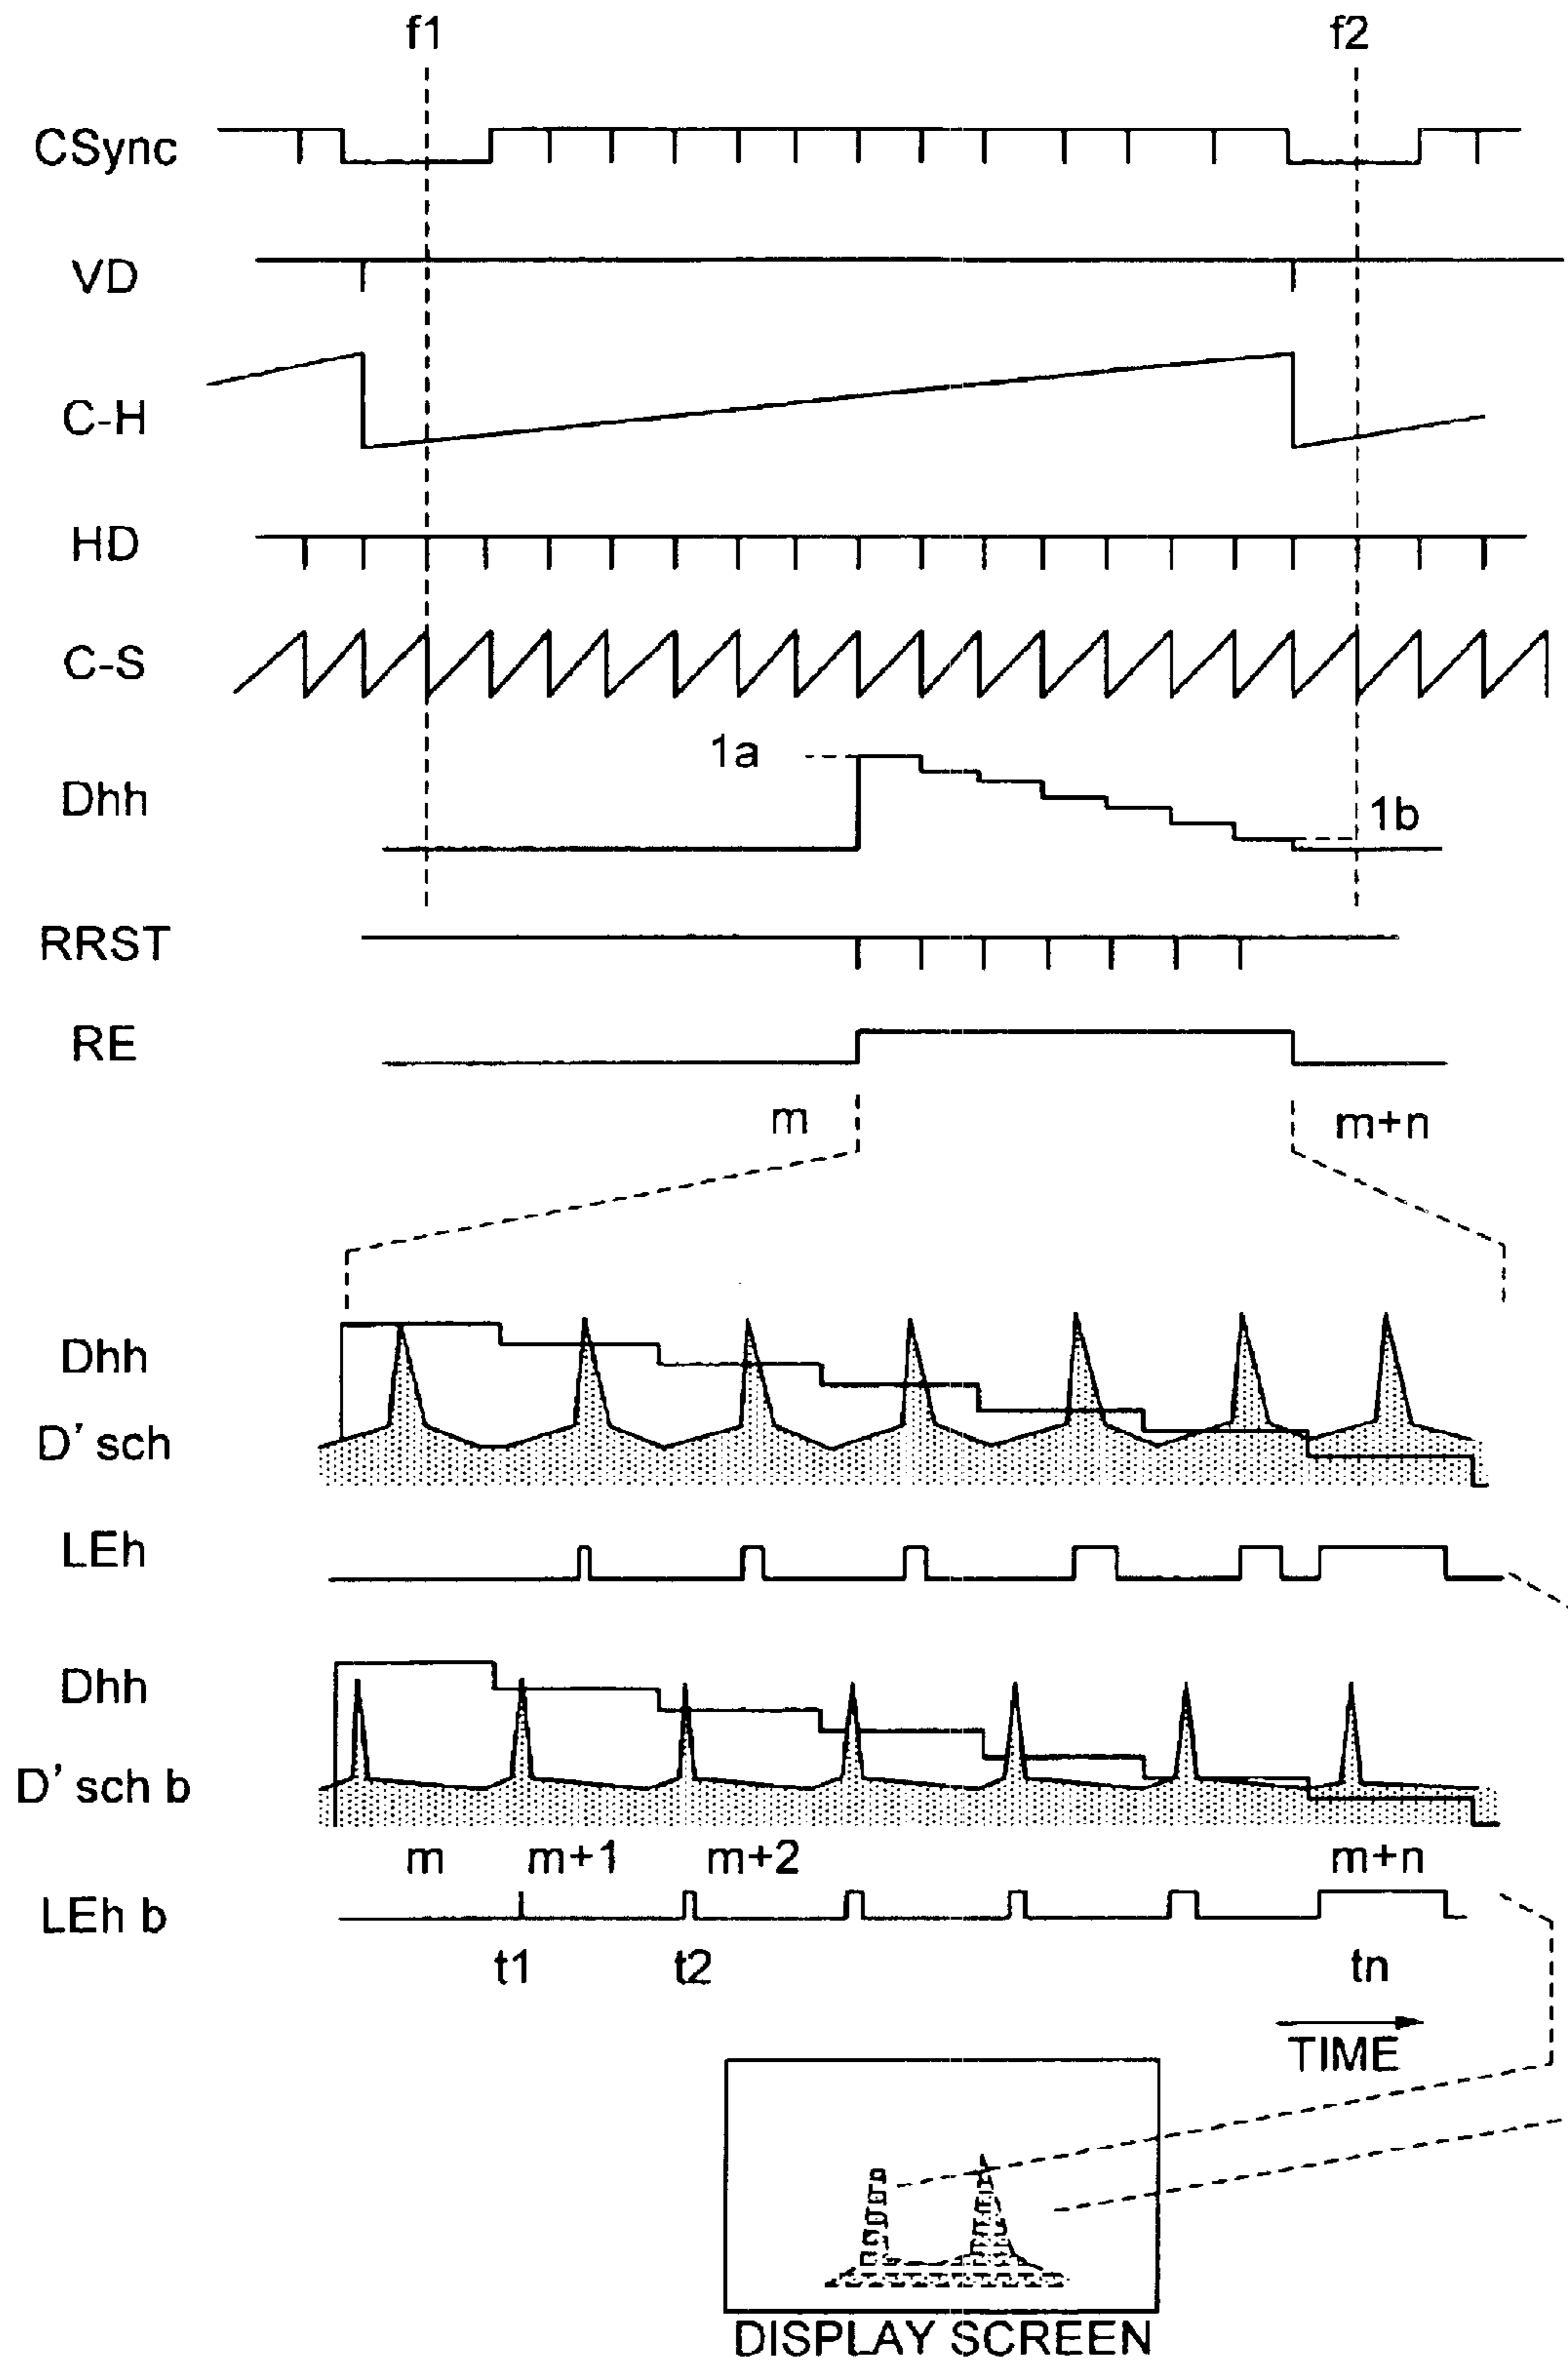 f1 f2
CSync
VD
C-H
HD
C-S
1a
Dhh
1b
RRST
RE
m m+n
Dhh
D' sch
LEh
Dhh
D' sch b
m m+1 m+2 m+n
LEh b
t1 t2 tn
TIME
DISPLAY SCREEN